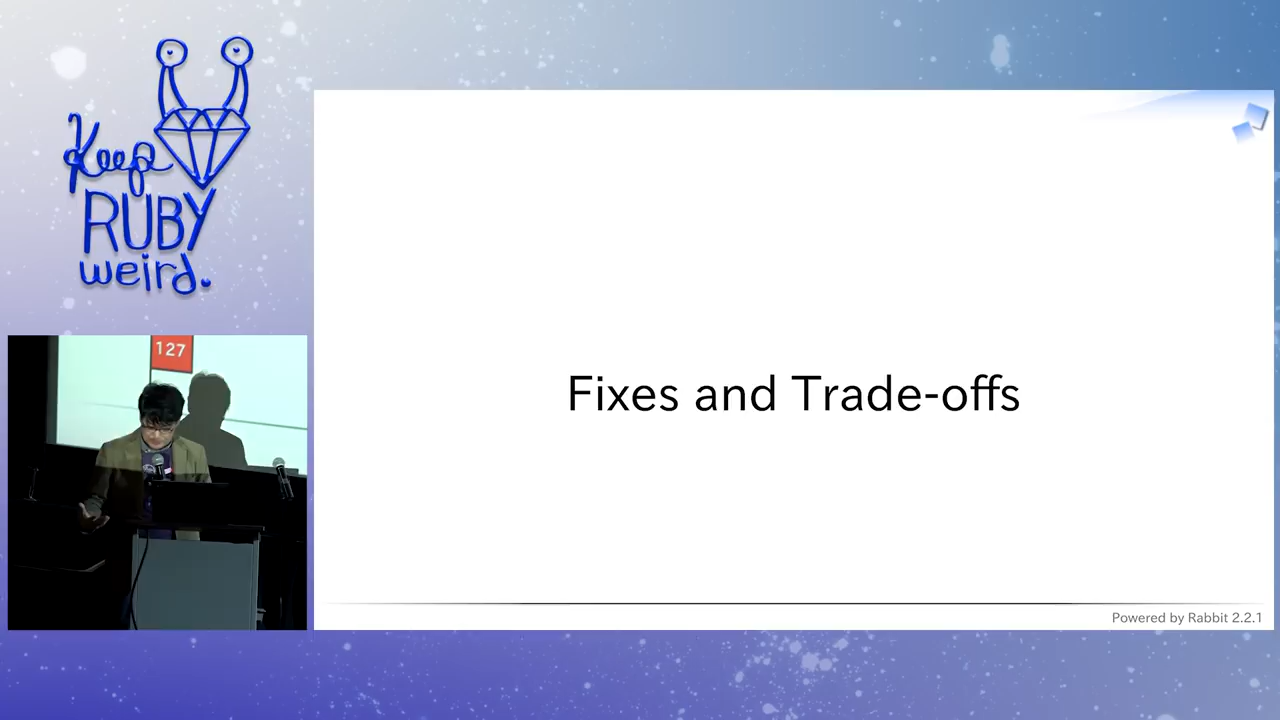 Keep
RUBY
weird.
127
Fixes and Trade-offs
Powered by Rabbit 2.2.1